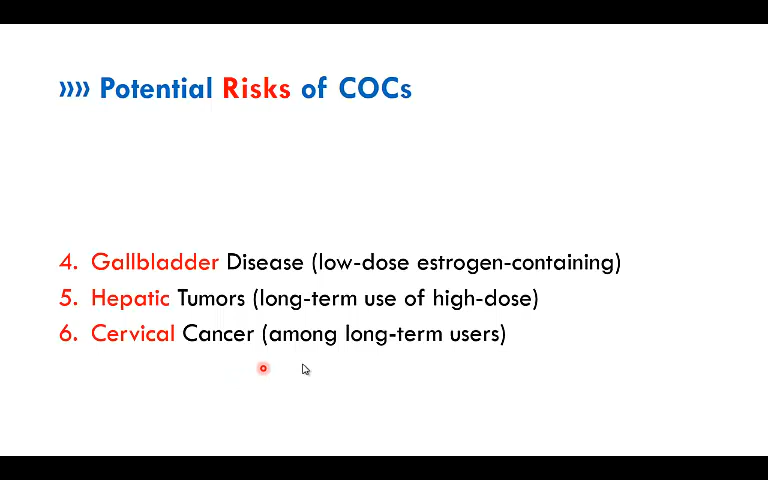 »» Potential Risks of COCs
4. Gallbladder Disease (low-dose estrogen-containing)
5. Hepatic Tumors (long-term use of high-dose)
6. Cervical Cancer (among long-term users)